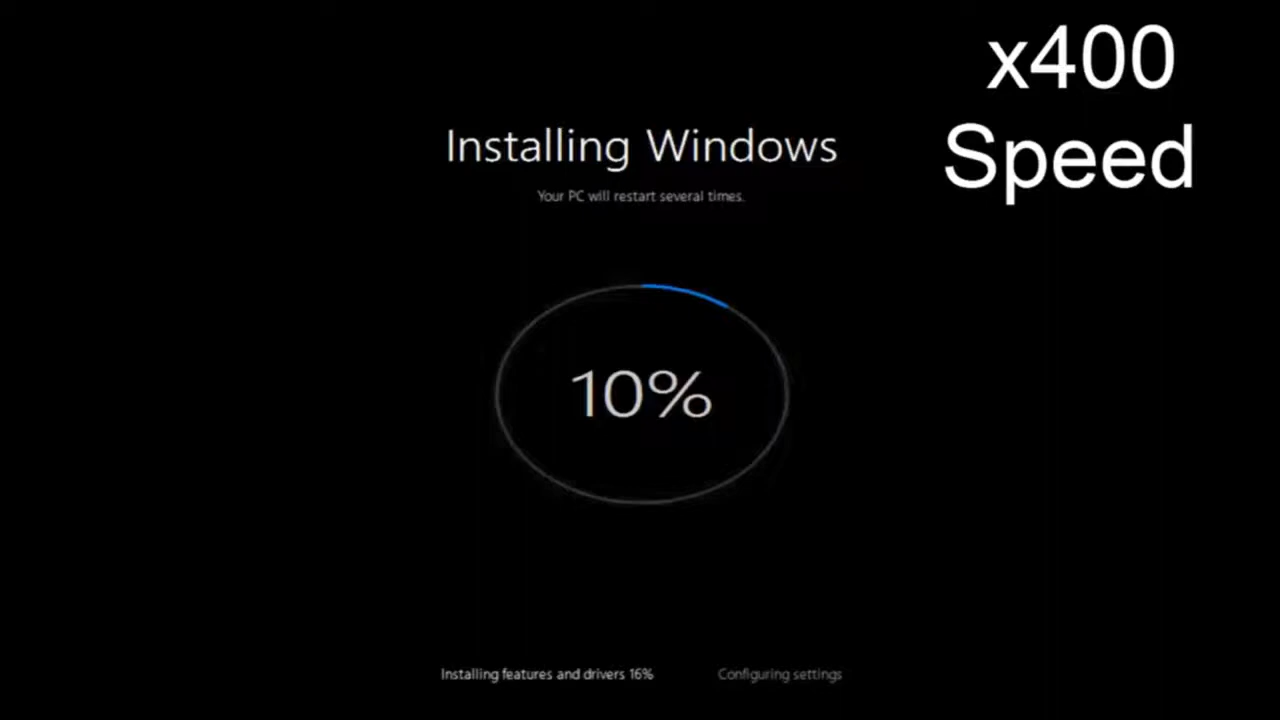 x400
Speed
Installing Windows
Your PC will restart several times.
10%
Installing features and drivers 16%
Configuring settings